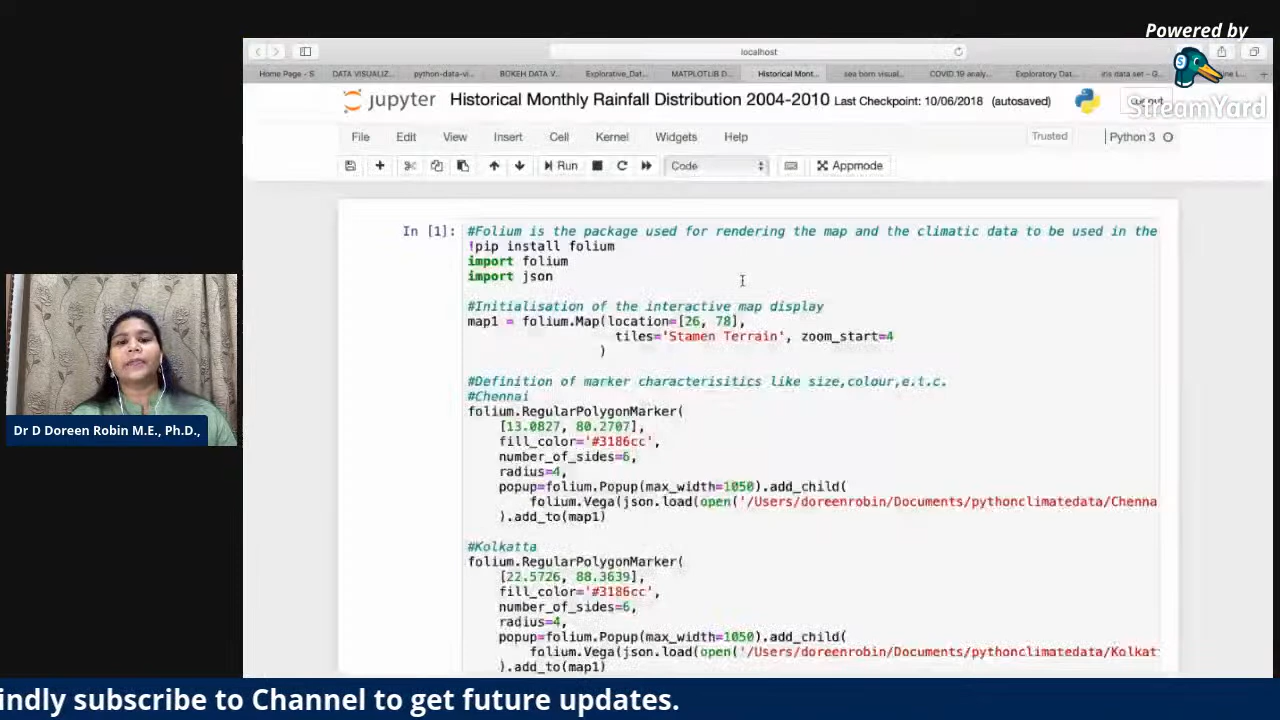 Powered by
StreamYard
localhost
Home Page - S
DATA VISUALIZ...
python-data-vi...
BOKEH DATA V...
Explorative_Dat...
MATPLOTLIB D...
Historical Mont...
sea born visual...
COVID 19 analy...
Exploratory Dat...
iris data set - G...
jupyter Historical Monthly Rainfall Distribution 2004-2010 Last Checkpoint: 10/06/2018 (autosaved)
File Edit View Insert Cell Kernel Widgets Help
Trusted
Python 3
Run
Code
Appmode
In [1]:
#Folium is the package used for rendering the map and the climatic data to be used in the
!pip install folium
import folium
import json
#Initialisation of the interactive map display
map1 = folium.Map(location=[26, 78],
tiles='Stamen Terrain', zoom_start=4
)
#Definition of marker characterisitics like size,colour,e.t.c.
#Chennai
folium.RegularPolygonMarker(
[13.0827, 80.2707],
fill_color='#3186cc',
number_of_sides=6,
radius=4,
popup=folium.Popup(max_width=1050).add_child(
folium.Vega(json.load(open('/Users/doreenrobin/Documents/pythonclimatedata/Chenna
).add_to(map1)
#Kolkatta
folium.RegularPolygonMarker(
[22.5726, 88.3639],
fill_color='#3186cc',
number_of_sides=6,
radius=4,
popup=folium.Popup(max_width=1050).add_child(
folium.Vega(json.load(open('/Users/doreenrobin/Documents/pythonclimatedata/Kolkat
).add_to(map1)
Dr D Doreen Robin M.E., Ph.D.,
indly subscribe to Channel to get future updates.